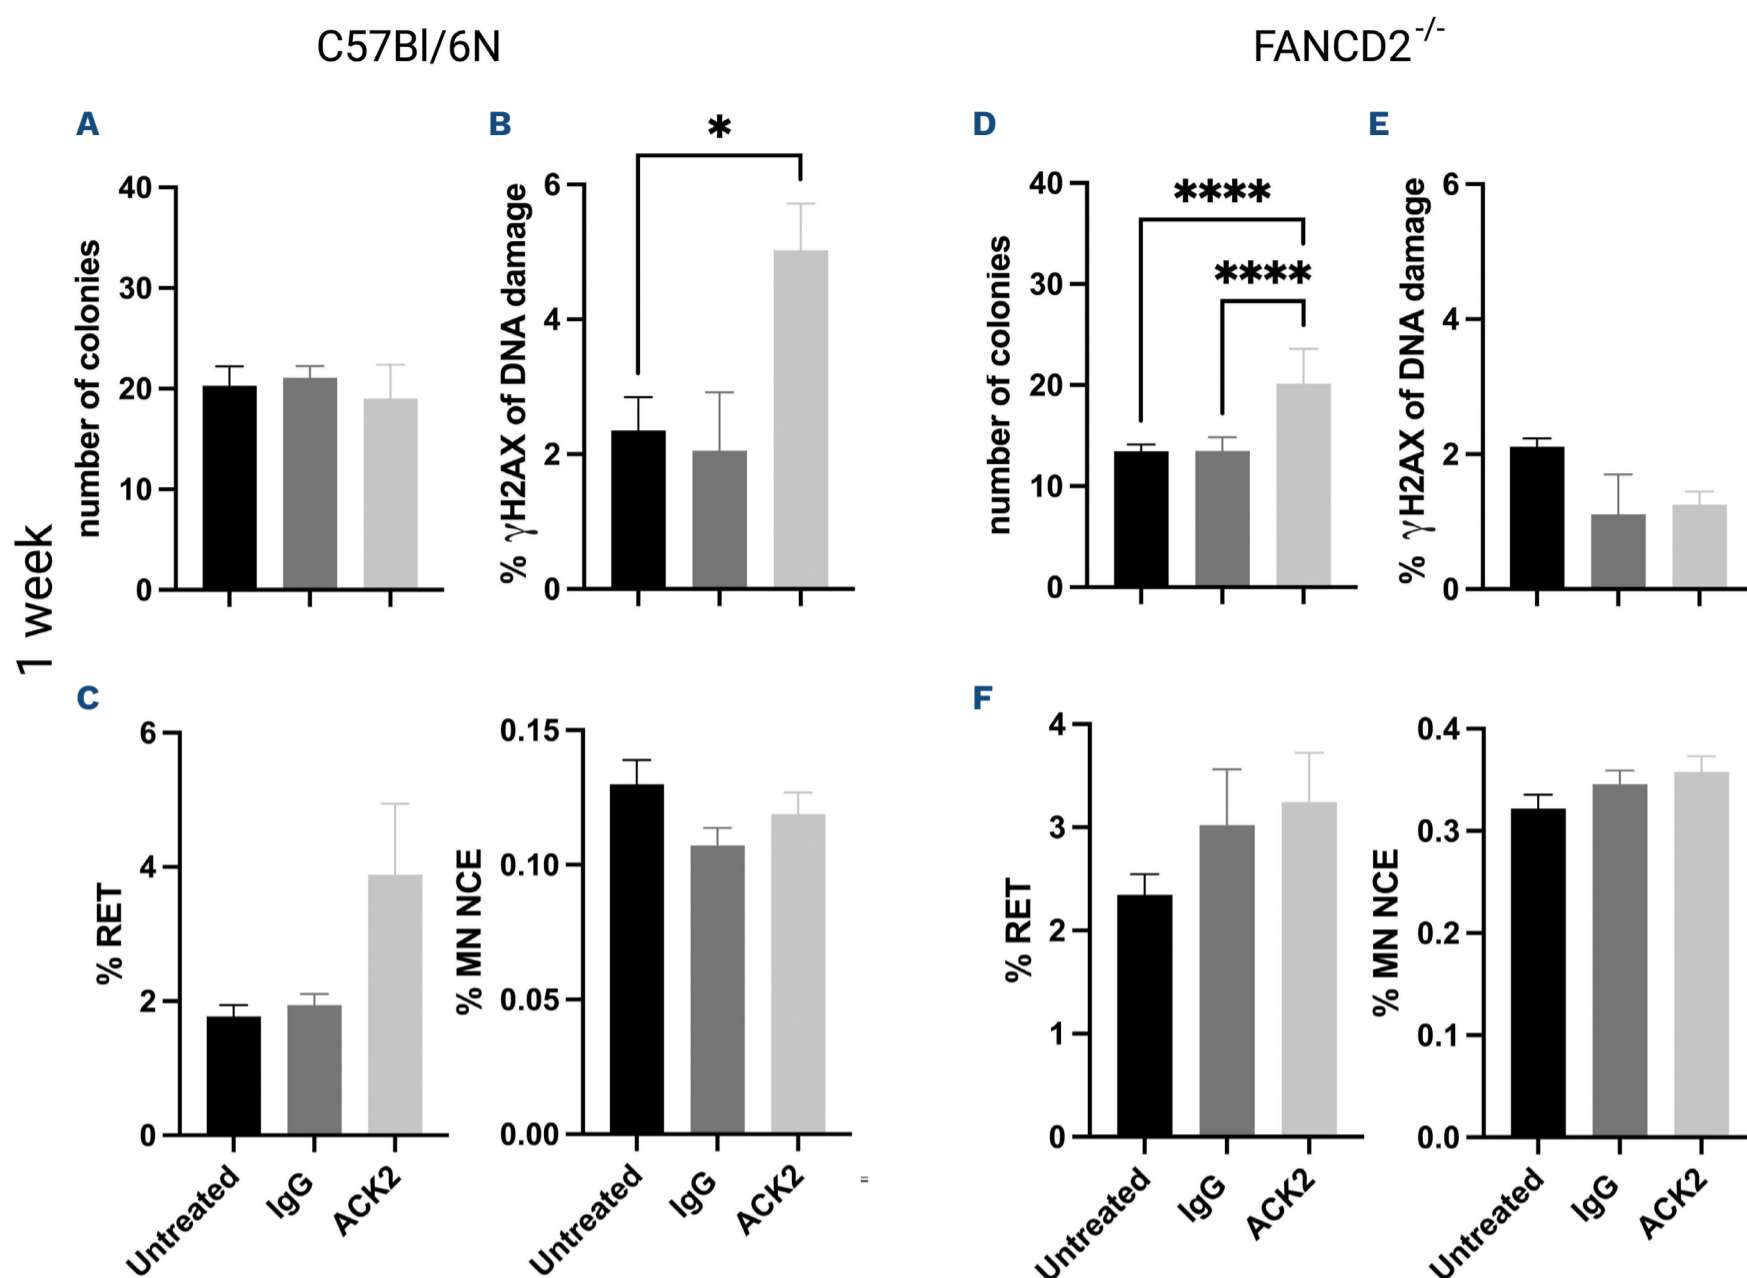 C57Bl/6N
FANCD2-/-
1 week
A
number of colonies
40
30
20
10
0
B
*
% γH2AX of DNA damage
6
4
2
0
D
****
****
number of colonies
40
30
20
10
0
E
% γH2AX of DNA damage
6
4
2
0
C
% RET
6
4
2
0
Untreated
IgG
ACK2
% MN NCE
0.15
0.10
0.05
0.00
Untreated
IgG
ACK2
=
F
% RET
4
3
2
1
0
Untreated
IgG
ACK2
% MN NCE
0.4
0.3
0.2
0.1
0.0
Untreated
IgG
ACK2